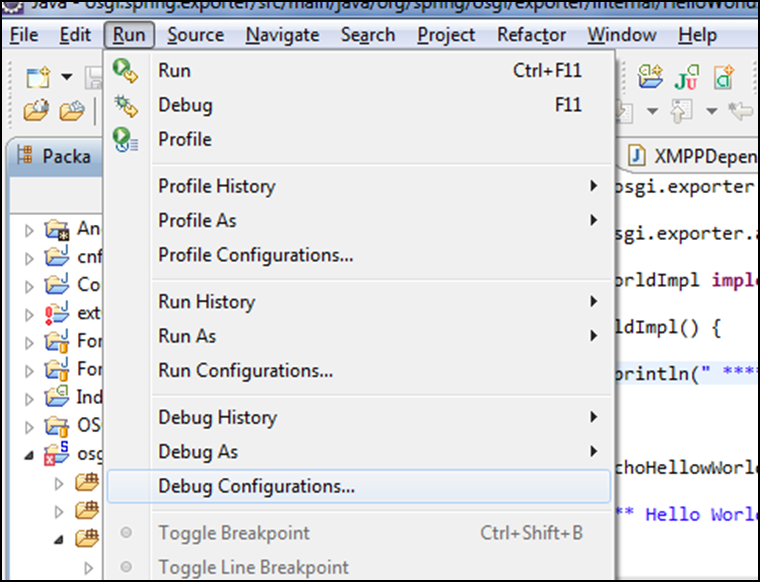 Java - osgi.spring.exporter/src/main/java/org/spring/osgi/exporter/internal/HelloWorld
File Edit Run Source Navigate Search Project Refactor Window Help
Run Ctrl+F11
Debug F11
Profile
Packa
XMPPDepen
Profile History
osgi.exporter
Profile As
An
sgi.exporter.a
cnf
Profile Configurations...
Co
orldImpl imple
Run History
ext
ldImpl() {
Run As
For
For
Run Configurations...
println(" ****
Ind
Debug History
OS
Debug As
osg
choHellowWorl
Debug Configurations...
** Hello Worl
Toggle Breakpoint Ctrl+Shift+B
Toggle Line Breakpoint